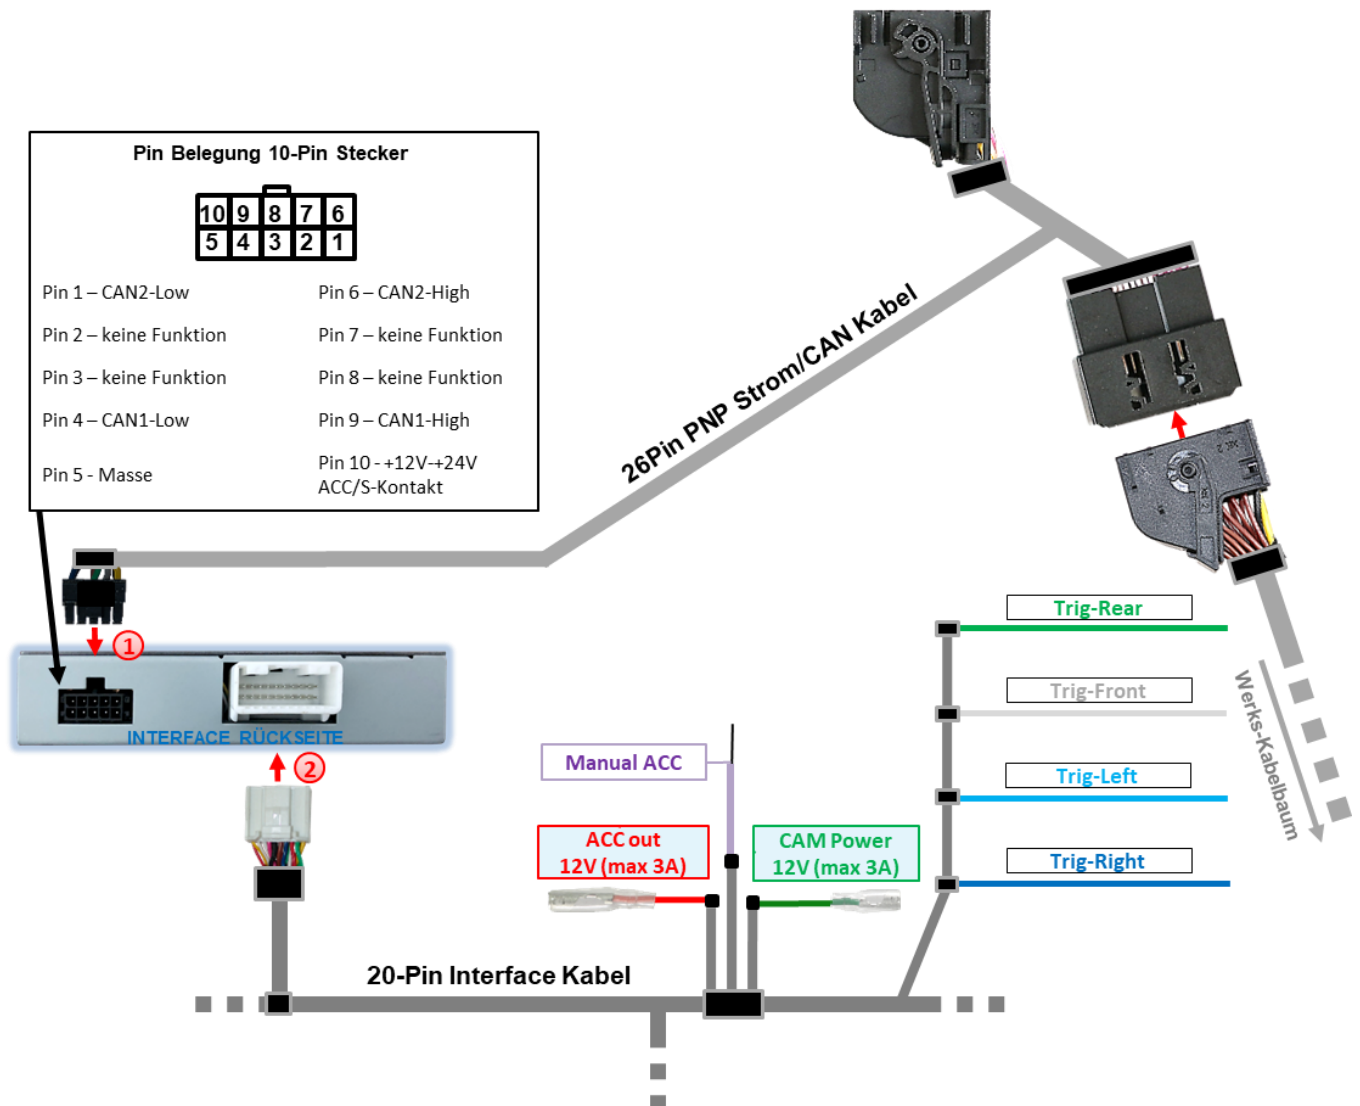 Pin Belegung 10-Pin Stecker
10 9 8 7 6
5 4 3 2 1
Pin 1 – CAN2-Low
Pin 6 – CAN2-High
Pin 2 – keine Funktion
Pin 7 – keine Funktion
Pin 3 – keine Funktion
Pin 8 – keine Funktion
Pin 4 – CAN1-Low
Pin 9 – CAN1-High
Pin 5 - Masse
Pin 10 - +12V-+24V
ACC/S-Kontakt
26Pin PNP Strom/CAN Kabel
1
INTERFACE RÜCKSEITE
2
Trig-Rear
Trig-Front
Trig-Left
Trig-Right
Werks-Kabelbaum
Manual ACC
ACC out
12V (max 3A)
CAM Power
12V (max 3A)
20-Pin Interface Kabel